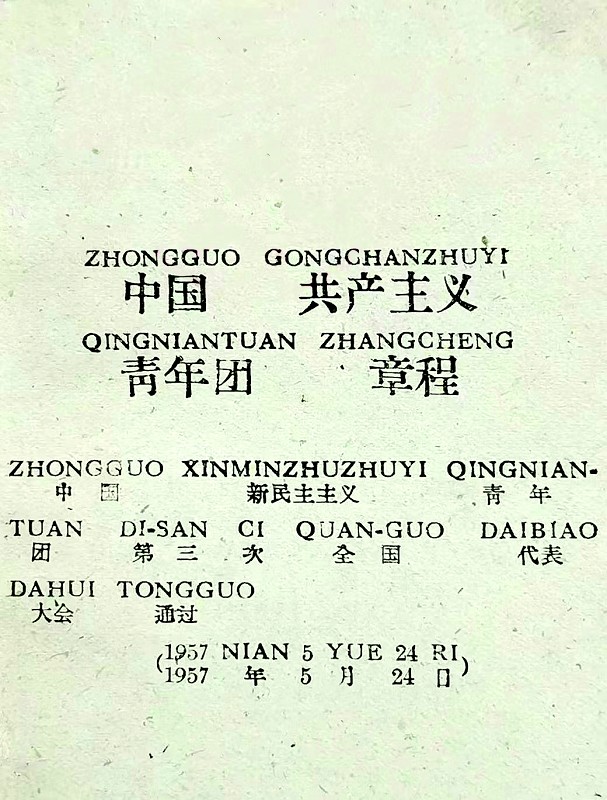 ZHONGGUO GONGCHANZHUYI
中国 共产主义
QINGNIANTUAN ZHANGCHENG
青年团 章程
ZHONGGUO XINMINZHUZHUYI QINGNIAN-
中 国 新民主主义 青 年
TUAN DI-SAN CI QUAN-GUO DAIBIAO
团 第 三 次 全 国 代表
DAHUI TONGGUO
大会 通过
(1957 NIAN 5 YUE 24 RI)
1957 年 5 月 24 日